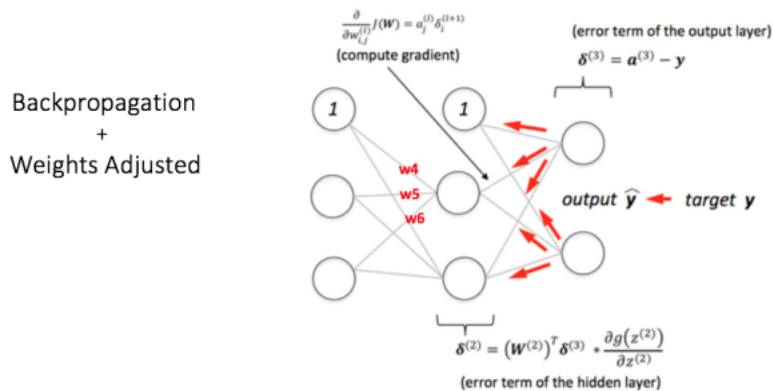 ∂/∂w_{i,j}^{(l)} J(W) = a_j^{(l)} δ_i^{(l+1)}
(compute gradient)
(error term of the output layer)
δ^{(3)} = a^{(3)} − y
Backpropagation
+
Weights Adjusted
1
1
w4
w5
w6
output ŷ target y
δ^{(2)} = (W^{(2)})^T δ^{(3)} * ∂g(z^{(2)})/∂z^{(2)}
(error term of the hidden layer)